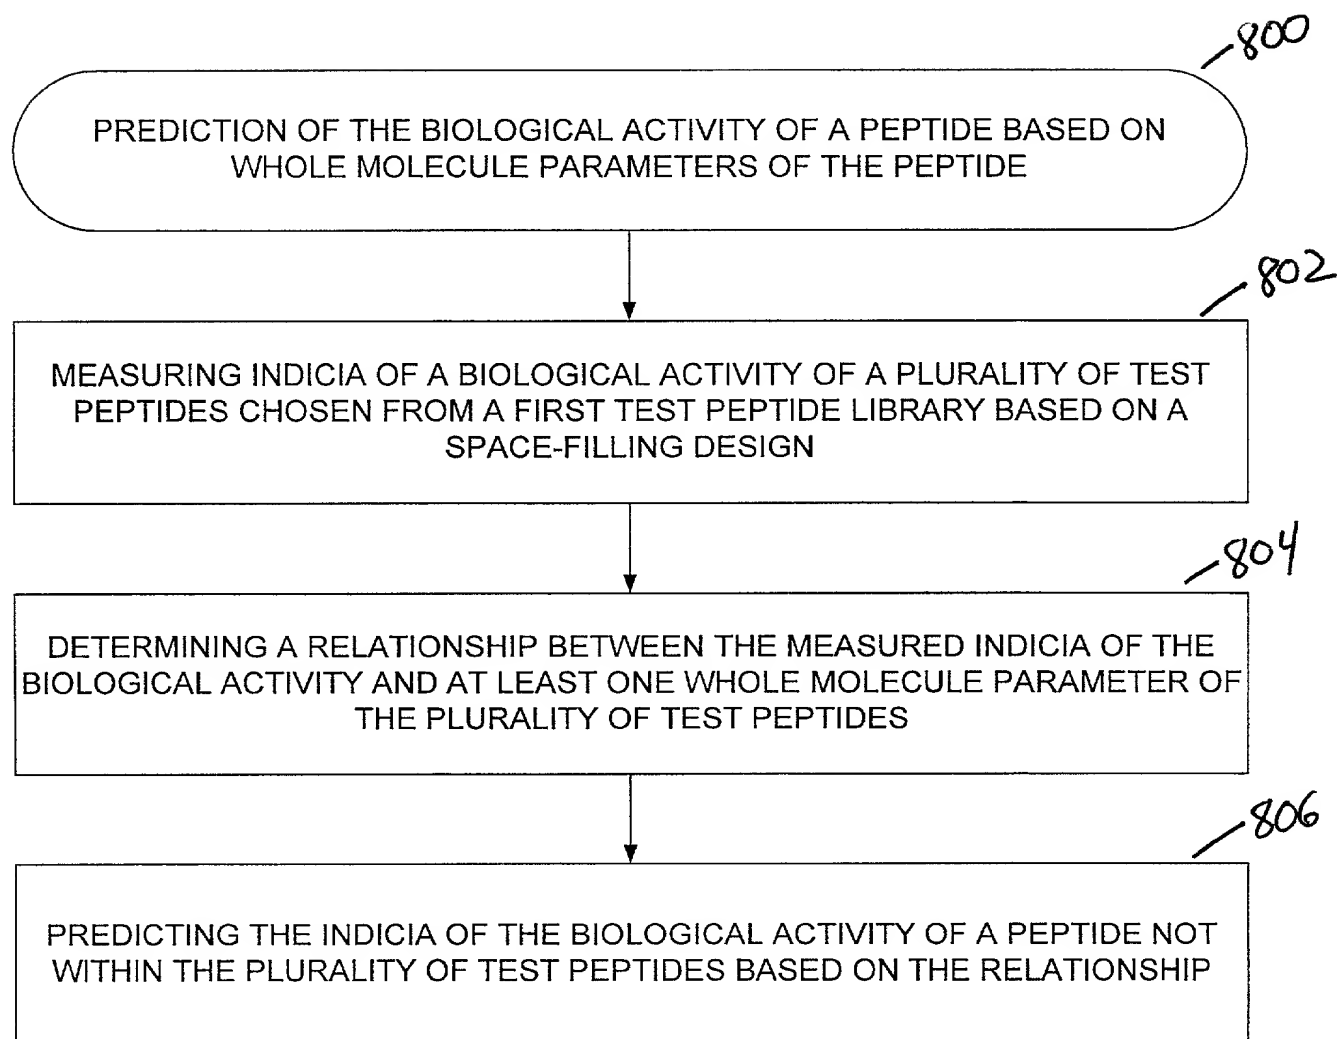 800
PREDICTION OF THE BIOLOGICAL ACTIVITY OF A PEPTIDE BASED ON
WHOLE MOLECULE PARAMETERS OF THE PEPTIDE
802
MEASURING INDICIA OF A BIOLOGICAL ACTIVITY OF A PLURALITY OF TEST
PEPTIDES CHOSEN FROM A FIRST TEST PEPTIDE LIBRARY BASED ON A
SPACE-FILLING DESIGN
804
DETERMINING A RELATIONSHIP BETWEEN THE MEASURED INDICIA OF THE
BIOLOGICAL ACTIVITY AND AT LEAST ONE WHOLE MOLECULE PARAMETER OF
THE PLURALITY OF TEST PEPTIDES
806
PREDICTING THE INDICIA OF THE BIOLOGICAL ACTIVITY OF A PEPTIDE NOT
WITHIN THE PLURALITY OF TEST PEPTIDES BASED ON THE RELATIONSHIP